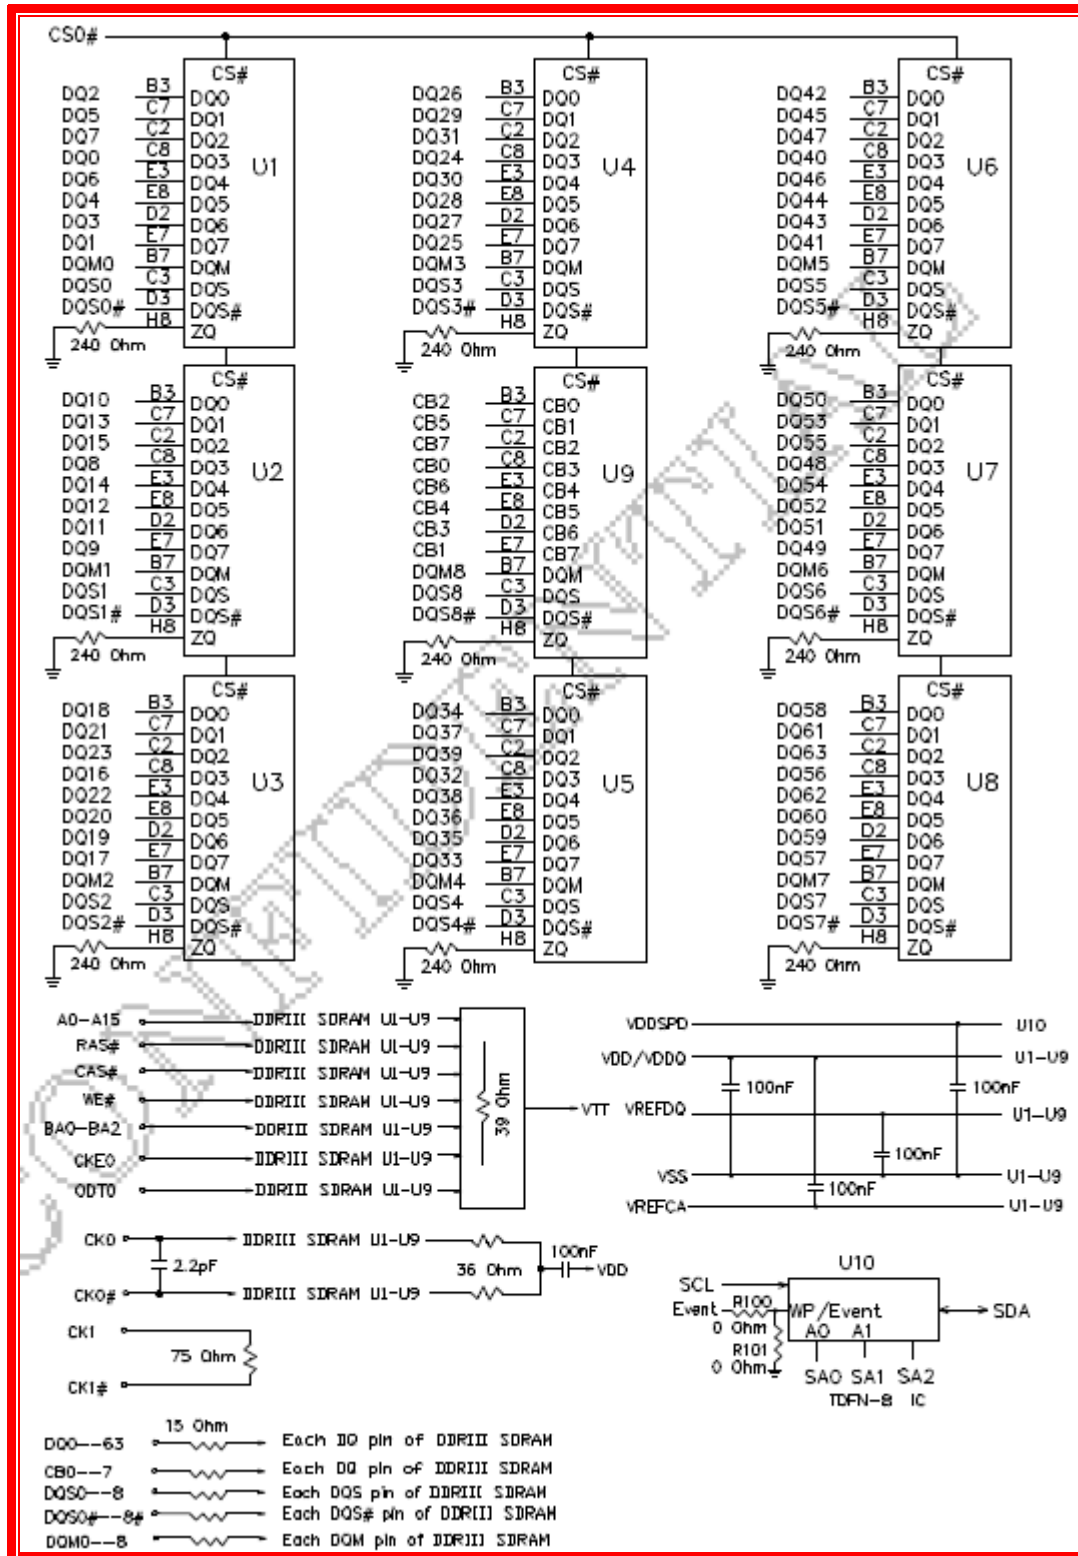 CS0#
CS#
DQ2 B3 DQ0
DQ5 C7 DQ1
DQ7 C2 DQ2
DQ0 C8 DQ3
DQ6 E3 DQ4
DQ4 E8 DQ5
DQ3 D2 DQ6
DQ1 E7 DQ7
DQM0 B7 DQM
DQS0 C3 DQS
DQS0# D3 DQS#
H8 ZQ
240 Ohm
U1
CS#
DQ26 B3 DQ0
DQ29 C7 DQ1
DQ31 C2 DQ2
DQ24 C8 DQ3
DQ30 E3 DQ4
DQ28 E8 DQ5
DQ27 D2 DQ6
DQ25 E7 DQ7
DQM3 B7 DQM
DQS3 C3 DQS
DQS3# D3 DQS#
H8 ZQ
240 Ohm
U4
CS#
DQ42 B3 DQ0
DQ45 C7 DQ1
DQ47 C2 DQ2
DQ40 C8 DQ3
DQ46 E3 DQ4
DQ44 E8 DQ5
DQ43 D2 DQ6
DQ41 E7 DQ7
DQM5 B7 DQM
DQS5 C3 DQS
DQS5# D3 DQS#
H8 ZQ
240 Ohm
U6
CS#
DQ10 B3 DQ0
DQ13 C7 DQ1
DQ15 C2 DQ2
DQ8 C8 DQ3
DQ14 E3 DQ4
DQ12 E8 DQ5
DQ11 D2 DQ6
DQ9 E7 DQ7
DQM1 B7 DQM
DQS1 C3 DQS
DQS1# D3 DQS#
H8 ZQ
240 Ohm
U2
CS#
CB2 B3 CB0
CB5 C7 CB1
CB7 C2 CB2
CB0 C8 CB3
CB6 E3 CB4
CB4 E8 CB5
CB3 D2 CB6
CB1 E7 CB7
DQM8 B7 DQM
DQS8 C3 DQS
DQS8# D3 DQS#
H8 ZQ
240 Ohm
U9
CS#
DQ50 B3 DQ0
DQ53 C7 DQ1
DQ55 C2 DQ2
DQ48 C8 DQ3
DQ54 E3 DQ4
DQ52 E8 DQ5
DQ51 D2 DQ6
DQ49 E7 DQ7
DQM6 B7 DQM
DQS6 C3 DQS
DQS6# D3 DQS#
H8 ZQ
240 Ohm
U7
CS#
DQ18 B3 DQ0
DQ21 C7 DQ1
DQ23 C2 DQ2
DQ16 C8 DQ3
DQ22 E3 DQ4
DQ20 E8 DQ5
DQ19 D2 DQ6
DQ17 E7 DQ7
DQM2 B7 DQM
DQS2 C3 DQS
DQS2# D3 DQS#
H8 ZQ
240 Ohm
U3
CS#
DQ34 B3 DQ0
DQ37 C7 DQ1
DQ39 C2 DQ2
DQ32 C8 DQ3
DQ38 E3 DQ4
DQ36 E8 DQ5
DQ35 D2 DQ6
DQ33 E7 DQ7
DQM4 B7 DQM
DQS4 C3 DQS
DQS4# D3 DQS#
H8 ZQ
240 Ohm
U5
CS#
DQ58 B3 DQ0
DQ61 C7 DQ1
DQ63 C2 DQ2
DQ56 C8 DQ3
DQ62 E3 DQ4
DQ60 E8 DQ5
DQ59 D2 DQ6
DQ57 E7 DQ7
DQM7 B7 DQM
DQS7 C3 DQS
DQS7# D3 DQS#
H8 ZQ
240 Ohm
U8
CONFIDENTIAL
A0-A15 DDRIII SDRAM U1-U9
RAS# DDRIII SDRAM U1-U9
CAS# DDRIII SDRAM U1-U9
WE# DDRIII SDRAM U1-U9
BA0-BA2 DDRIII SDRAM U1-U9
CKE0 DDRIII SDRAM U1-U9
ODT0 DDRIII SDRAM U1-U9
39 Ohm
VTT
VDDSPD U10
VDD/VDDQ U1-U9
100nF 100nF
VREFDQ U1-U9
100nF
VSS U1-U9
100nF
VREFCA U1-U9
CK0 DDRIII SDRAM U1-U9
2.2pF 36 Ohm 100nF VDD
CK0# DDRIII SDRAM U1-U9
CK1
75 Ohm
CK1#
U10
SCL
Event R100 WP/Event SDA
0 Ohm A0 A1
R101
0 Ohm
SA0 SA1 SA2
TDFN-8 IC
15 Ohm
DQ0--63 Each DQ pin of DDRIII SDRAM
CB0--7 Each DQ pin of DDRIII SDRAM
DQS0--8 Each DQS pin of DDRIII SDRAM
DQS0#--8# Each DQS# pin of DDRIII SDRAM
DQM0--8 Each DQM pin of DDRIII SDRAM